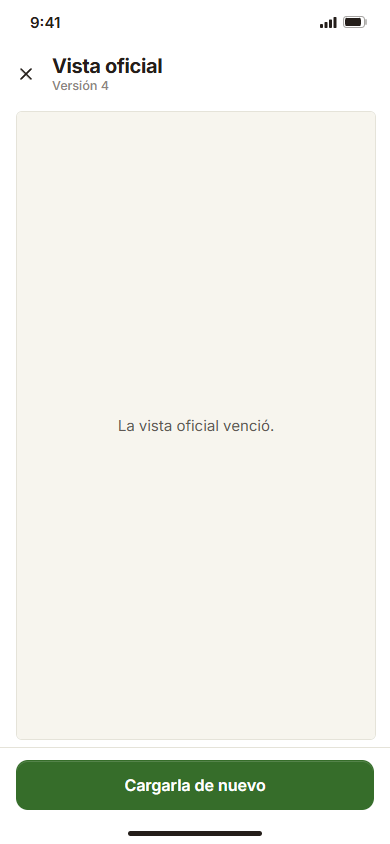 9:41
Vista oficial
Versión 4
La vista oficial venció.
Cargarla de nuevo